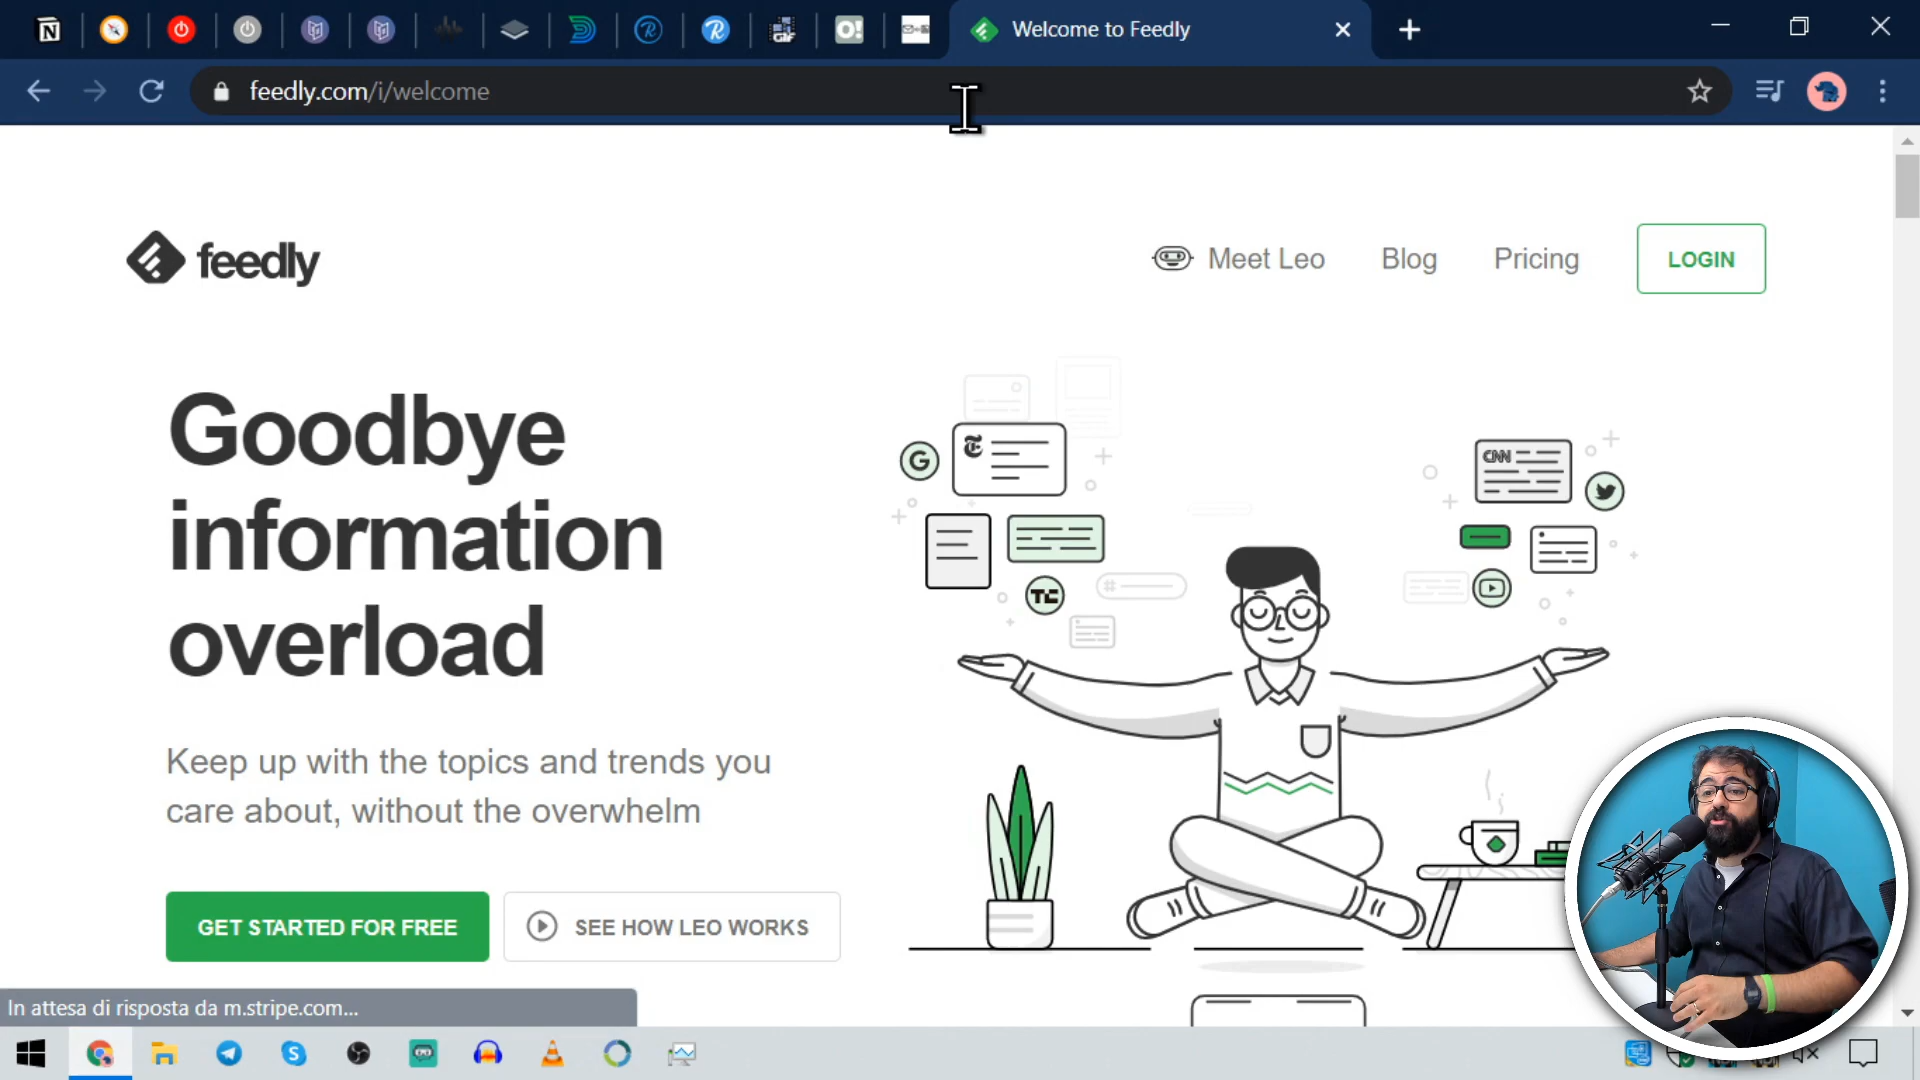 Welcome to Feedly
feedly.com/i/welcome
feedly
Meet Leo
Blog
Pricing
LOGIN
Goodbye
information
overload
Keep up with the topics and trends you
care about, without the overwhelm
GET STARTED FOR FREE
SEE HOW LEO WORKS
G
CNN
TC
In attesa di risposta da m.stripe.com...